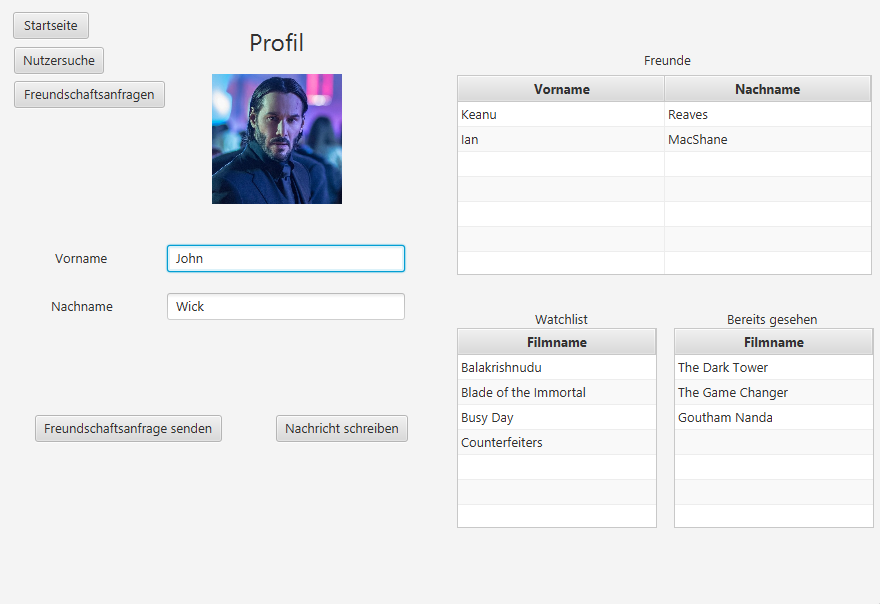 Startseite
Nutzersuche
Freundschaftsanfragen
Profil
Vorname
John
Nachname
Wick
Freundschaftsanfrage senden
Nachricht schreiben
Freunde
Vorname Nachname
Keanu Reaves
Ian MacShane
Watchlist
Filmname
Balakrishnudu
Blade of the Immortal
Busy Day
Counterfeiters
Bereits gesehen
Filmname
The Dark Tower
The Game Changer
Goutham Nanda